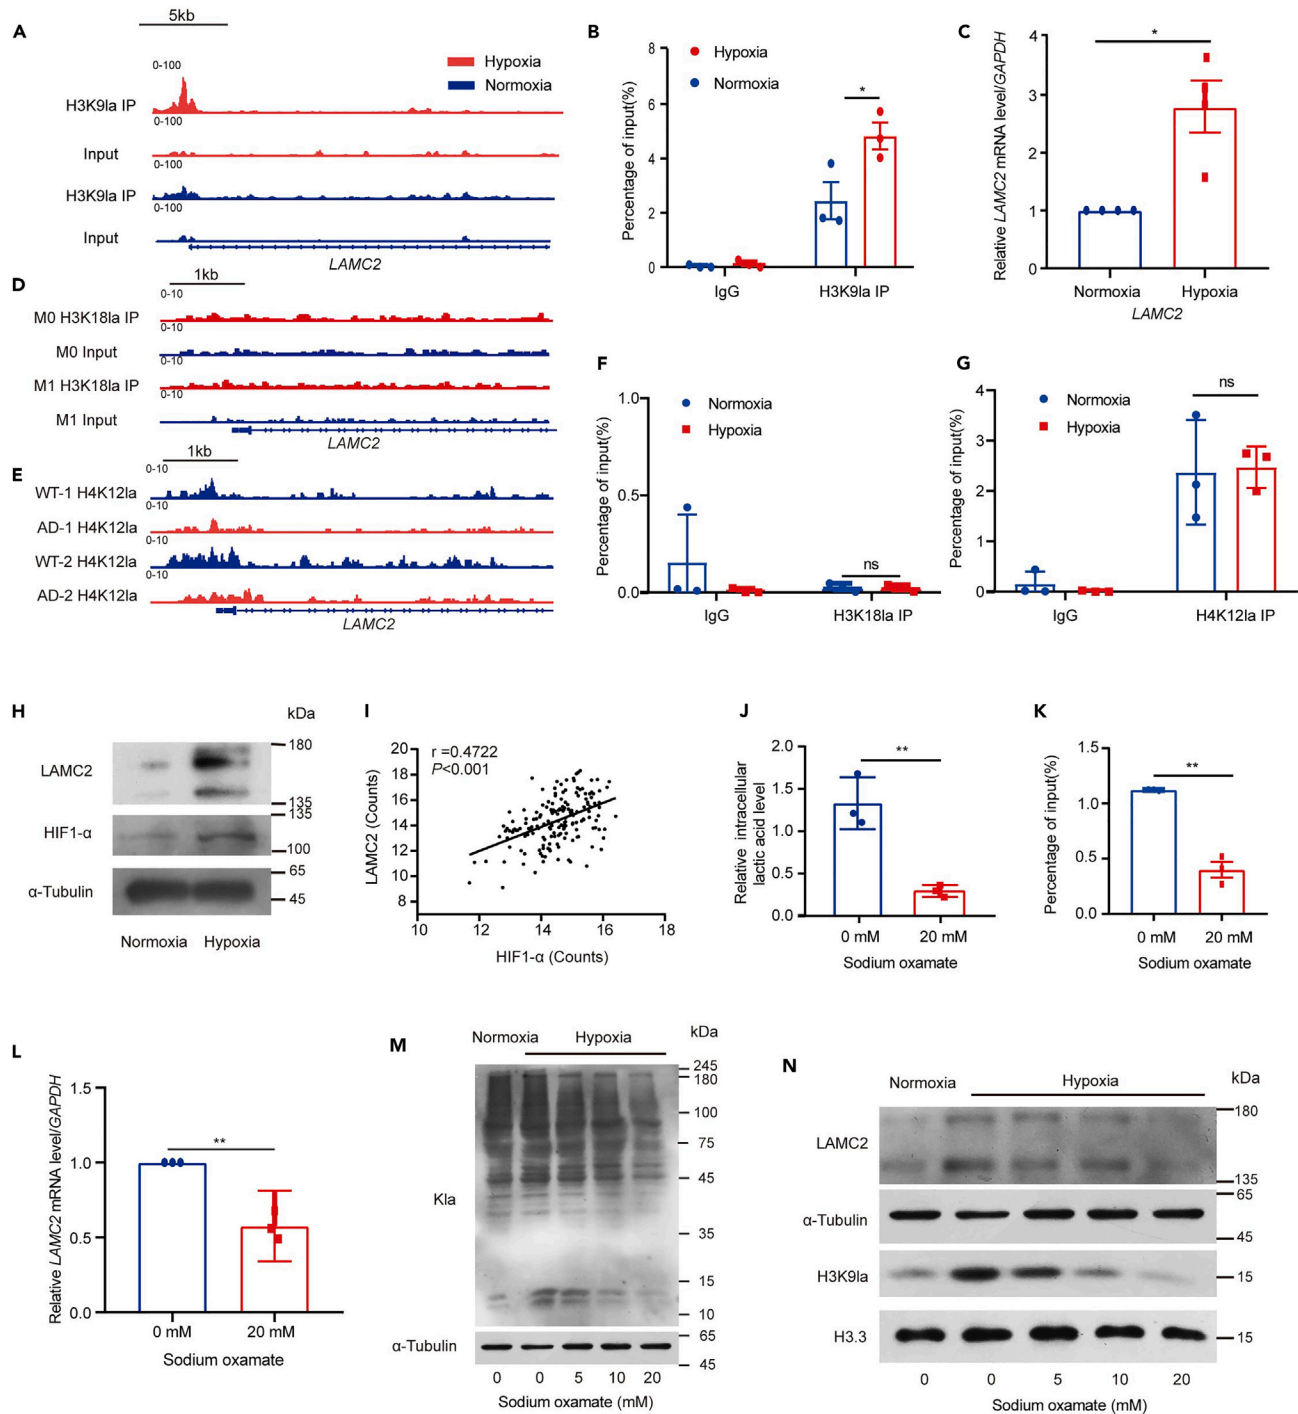 A
5kb
Hypoxia
Normoxia
0-100
H3K9la IP
0-100
Input
0-100
H3K9la IP
0-100
Input
LAMC2
B
Percentage of input(%)
8
6
4
2
0
Hypoxia
Normoxia
*
IgG
H3K9la IP
C
Relative LAMC2 mRNA level/GAPDH
4
3
2
1
0
*
Normoxia
Hypoxia
LAMC2
D
1kb
0-10
M0 H3K18la IP
0-10
M0 Input
0-10
M1 H3K18la IP
0-10
M1 Input
LAMC2
E
1kb
0-10
WT-1 H4K12la
0-10
AD-1 H4K12la
0-10
WT-2 H4K12la
0-10
AD-2 H4K12la
LAMC2
F
Percentage of input(%)
1.0
0.5
0.0
Normoxia
Hypoxia
ns
IgG
H3K18la IP
G
Percentage of input(%)
4
3
2
1
0
Normoxia
Hypoxia
ns
IgG
H4K12la IP
H
kDa
LAMC2
180
135
HIF1-α
135
100
α-Tubulin
65
45
Normoxia
Hypoxia
I
LAMC2 (Counts)
20
18
16
14
12
10
8
r =0.4722
P<0.001
10
12
14
16
18
HIF1-α (Counts)
J
Relative intracellular
lactic acid level
2.0
1.5
1.0
0.5
0.0
**
0 mM
20 mM
Sodium oxamate
K
Percentage of input(%)
1.5
1.0
0.5
0.0
**
0 mM
20 mM
Sodium oxamate
L
Relative LAMC2 mRNA level/GAPDH
1.5
1.0
0.5
0.0
**
0 mM
20 mM
Sodium oxamate
M
Normoxia
Hypoxia
kDa
Kla
245
180
100
75
45
35
15
10
α-Tubulin
65
45
0
0
5
10
20
Sodium oxamate (mM)
N
Normoxia
Hypoxia
kDa
LAMC2
180
135
α-Tubulin
65
45
H3K9la
15
H3.3
15
0
0
5
10
20
Sodium oxamate (mM)